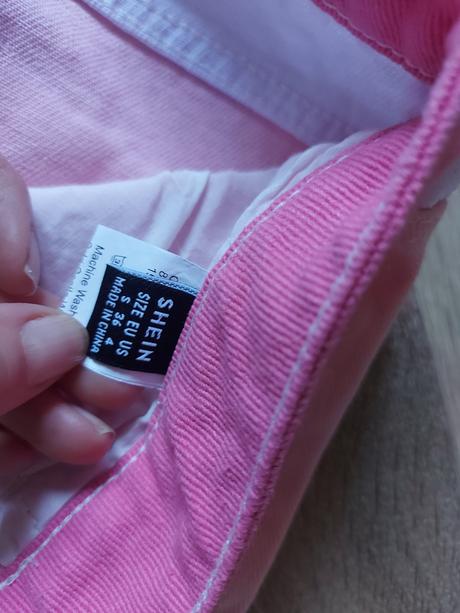 SHEIN
SIZE EU US
S 36 4
MADE IN CHINA
Machine Wash